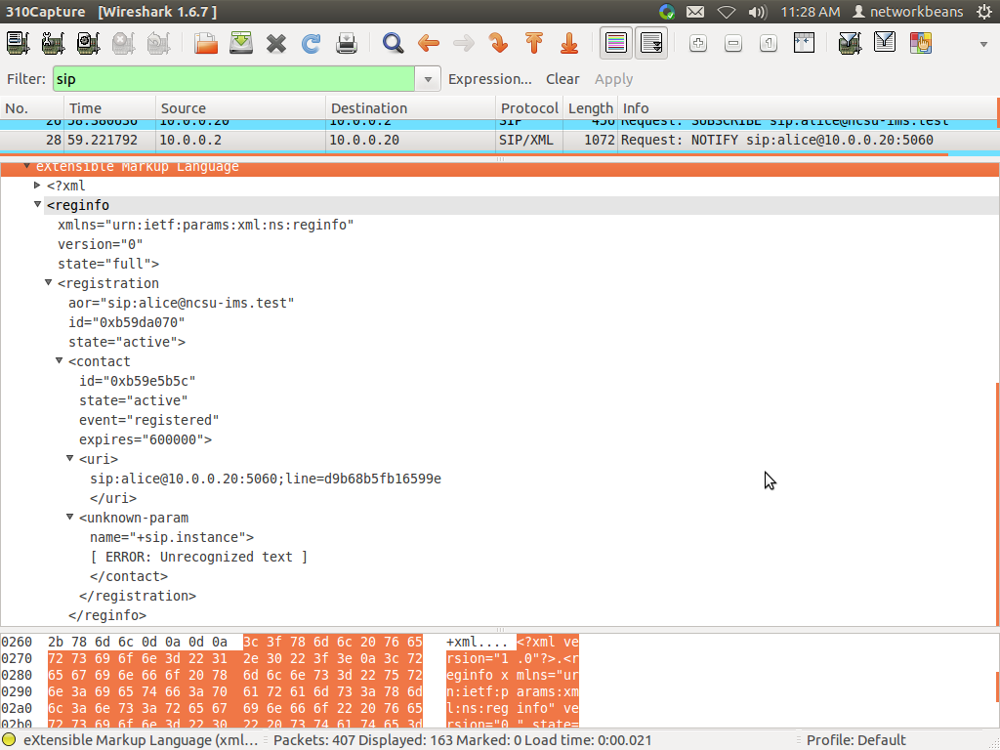 310Capture [Wireshark 1.6.7 ]
11:28 AM networkbeans
Filter: sip Expression... Clear Apply
No. Time Source Destination Protocol Length Info
26 58.380636 10.0.0.20 10.0.0.2 SIP 456 Request: SUBSCRIBE sip:alice@ncsu-ims.test
28 59.221792 10.0.0.2 10.0.0.20 SIP/XML 1072 Request: NOTIFY sip:alice@10.0.0.20:5060
eXtensible Markup Language
<?xml
<reginfo
xmlns="urn:ietf:params:xml:ns:reginfo"
version="0"
state="full">
<registration
aor="sip:alice@ncsu-ims.test"
id="0xb59da070"
state="active">
<contact
id="0xb59e5b5c"
state="active"
event="registered"
expires="600000">
<uri>
sip:alice@10.0.0.20:5060;line=d9b68b5fb16599e
</uri>
<unknown-param
name="+sip.instance">
[ ERROR: Unrecognized text ]
</contact>
</registration>
</reginfo>
0260 2b 78 6d 6c 0d 0a 0d 0a 3c 3f 78 6d 6c 20 76 65 +xml.... <?xml ve
0270 72 73 69 6f 6e 3d 22 31 2e 30 22 3f 3e 0a 3c 72 rsion="1 .0"?>.<r
0280 65 67 69 6e 66 6f 20 78 6d 6c 6e 73 3d 22 75 72 eginfo x mlns="ur
0290 6e 3a 69 65 74 66 3a 70 61 72 61 6d 73 3a 78 6d n:ietf:p arams:xm
02a0 6c 3a 6e 73 3a 72 65 67 69 6e 66 6f 22 20 76 65 l:ns:reg info" ve
02b0 72 73 69 6f 6e 3d 22 30 22 20 73 74 61 74 65 3d rsion="0 " state=
eXtensible Markup Language (xml... Packets: 407 Displayed: 163 Marked: 0 Load time: 0:00.021 Profile: Default